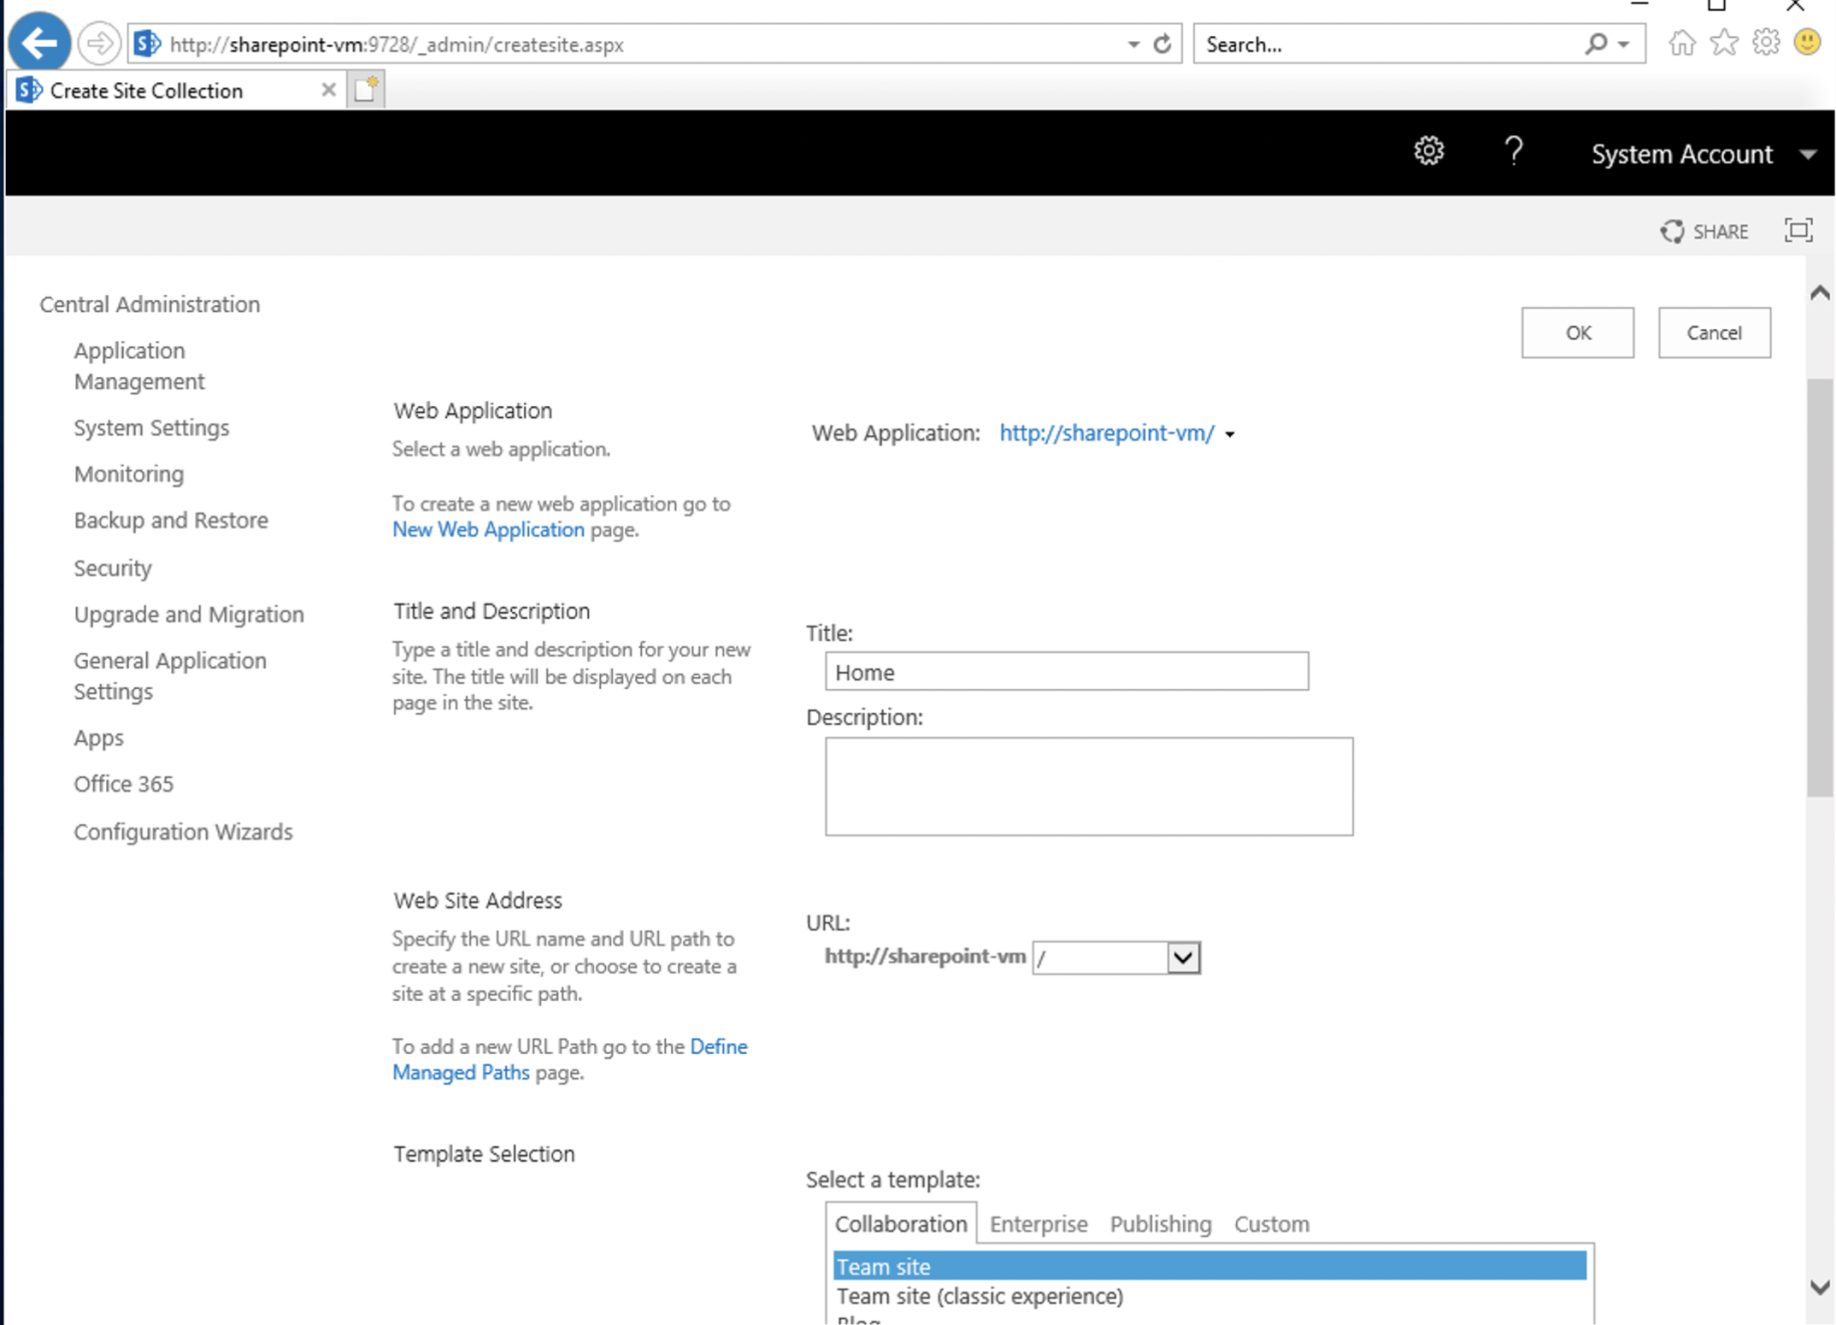 http://sharepoint-vm:9728/_admin/createsite.aspx
Search...
Create Site Collection
System Account
SHARE
Central Administration
Application
Management
System Settings
Monitoring
Backup and Restore
Security
Upgrade and Migration
General Application
Settings
Apps
Office 365
Configuration Wizards
OK
Cancel
Web Application
Select a web application.
To create a new web application go to
New Web Application page.
Web Application: http://sharepoint-vm/
Title and Description
Type a title and description for your new
site. The title will be displayed on each
page in the site.
Title:
Home
Description:
Web Site Address
Specify the URL name and URL path to
create a new site, or choose to create a
site at a specific path.
To add a new URL Path go to the Define
Managed Paths page.
URL:
http://sharepoint-vm /
Template Selection
Select a template:
Collaboration Enterprise Publishing Custom
Team site
Team site (classic experience)
Blog